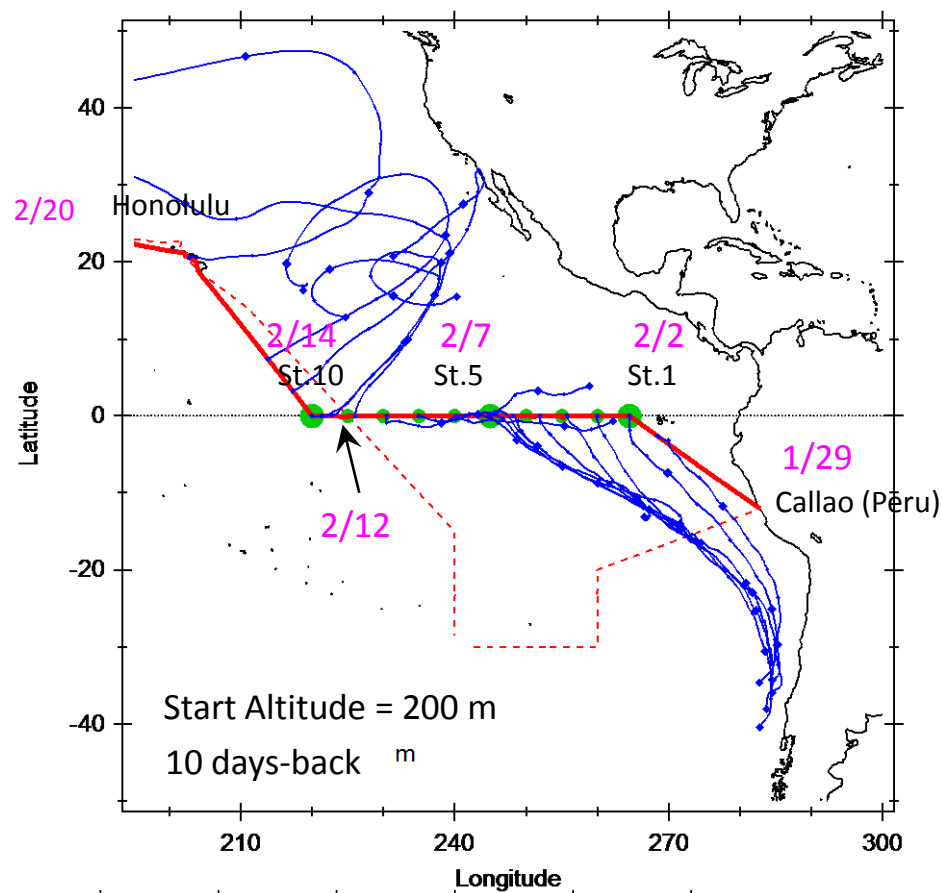 40
2/20
Honolulu
20
2/14
2/7
2/2
St.10
St.5
St.1
0
Latitude
1/29
Callao (Peru)
2/12
-20
Start Altitude = 200 m
-40
10 days-back m
210
240
270
300
Longitude